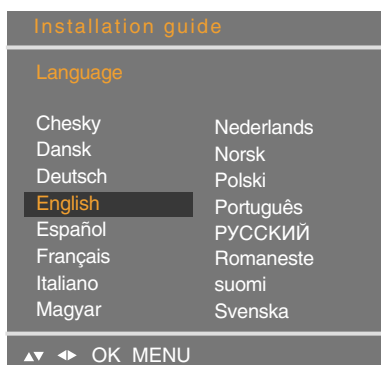 Installation guide
Language
Chesky
Dansk
Deutsch
English
Español
Français
Italiano
Magyar
Nederlands
Norsk
Polski
Português
РУССКИЙ
Romaneste
suomi
Svenska
▲▼ ◀▶ OK MENU